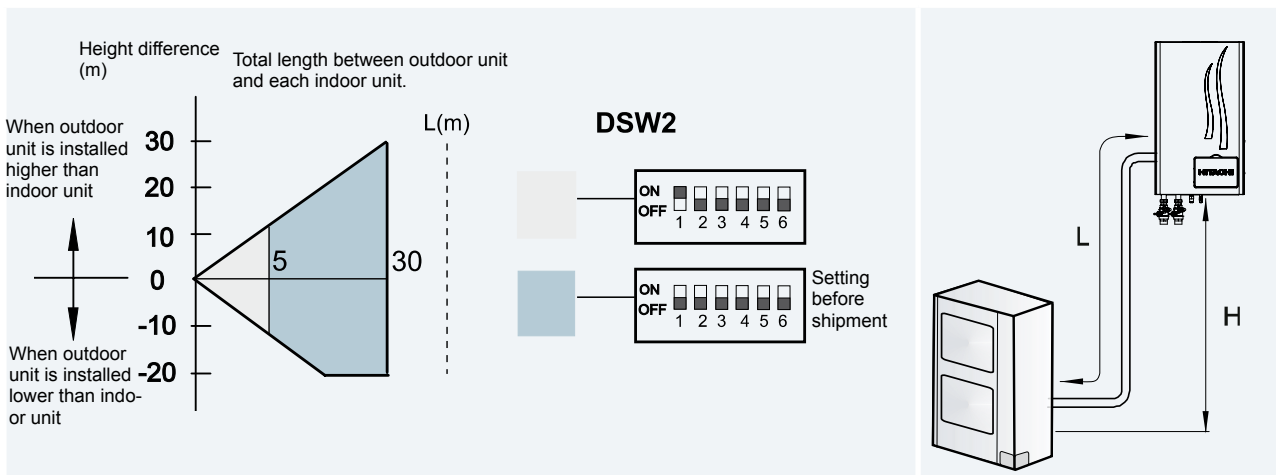 Height difference
(m)
Total length between outdoor unit
and each indoor unit.
When outdoor
unit is installed
higher than
indoor unit
When outdoor
unit is installed
lower than indo-
or unit
30
20
10
0
-10
-20
5
30
L(m)
DSW2
ON
OFF
1 2 3 4 5 6
ON
OFF
1 2 3 4 5 6
Setting
before
shipment
HITACHI
L
H